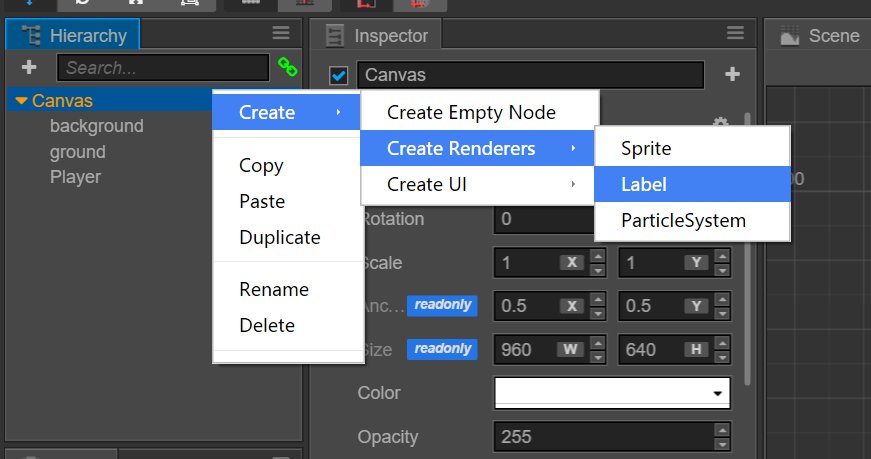 Hierarchy
Inspector
Scene
Search...
Canvas
Canvas
background
ground
Player
Create
Copy
Paste
Duplicate
Rename
Delete
Create Empty Node
Create Renderers
Create UI
Sprite
Label
ParticleSystem
00
Rotation 0
Scale 1 X 1 Y
Anc... readonly 0.5 X 0.5 Y
Size readonly 960 W 640 H
Color
Opacity 255